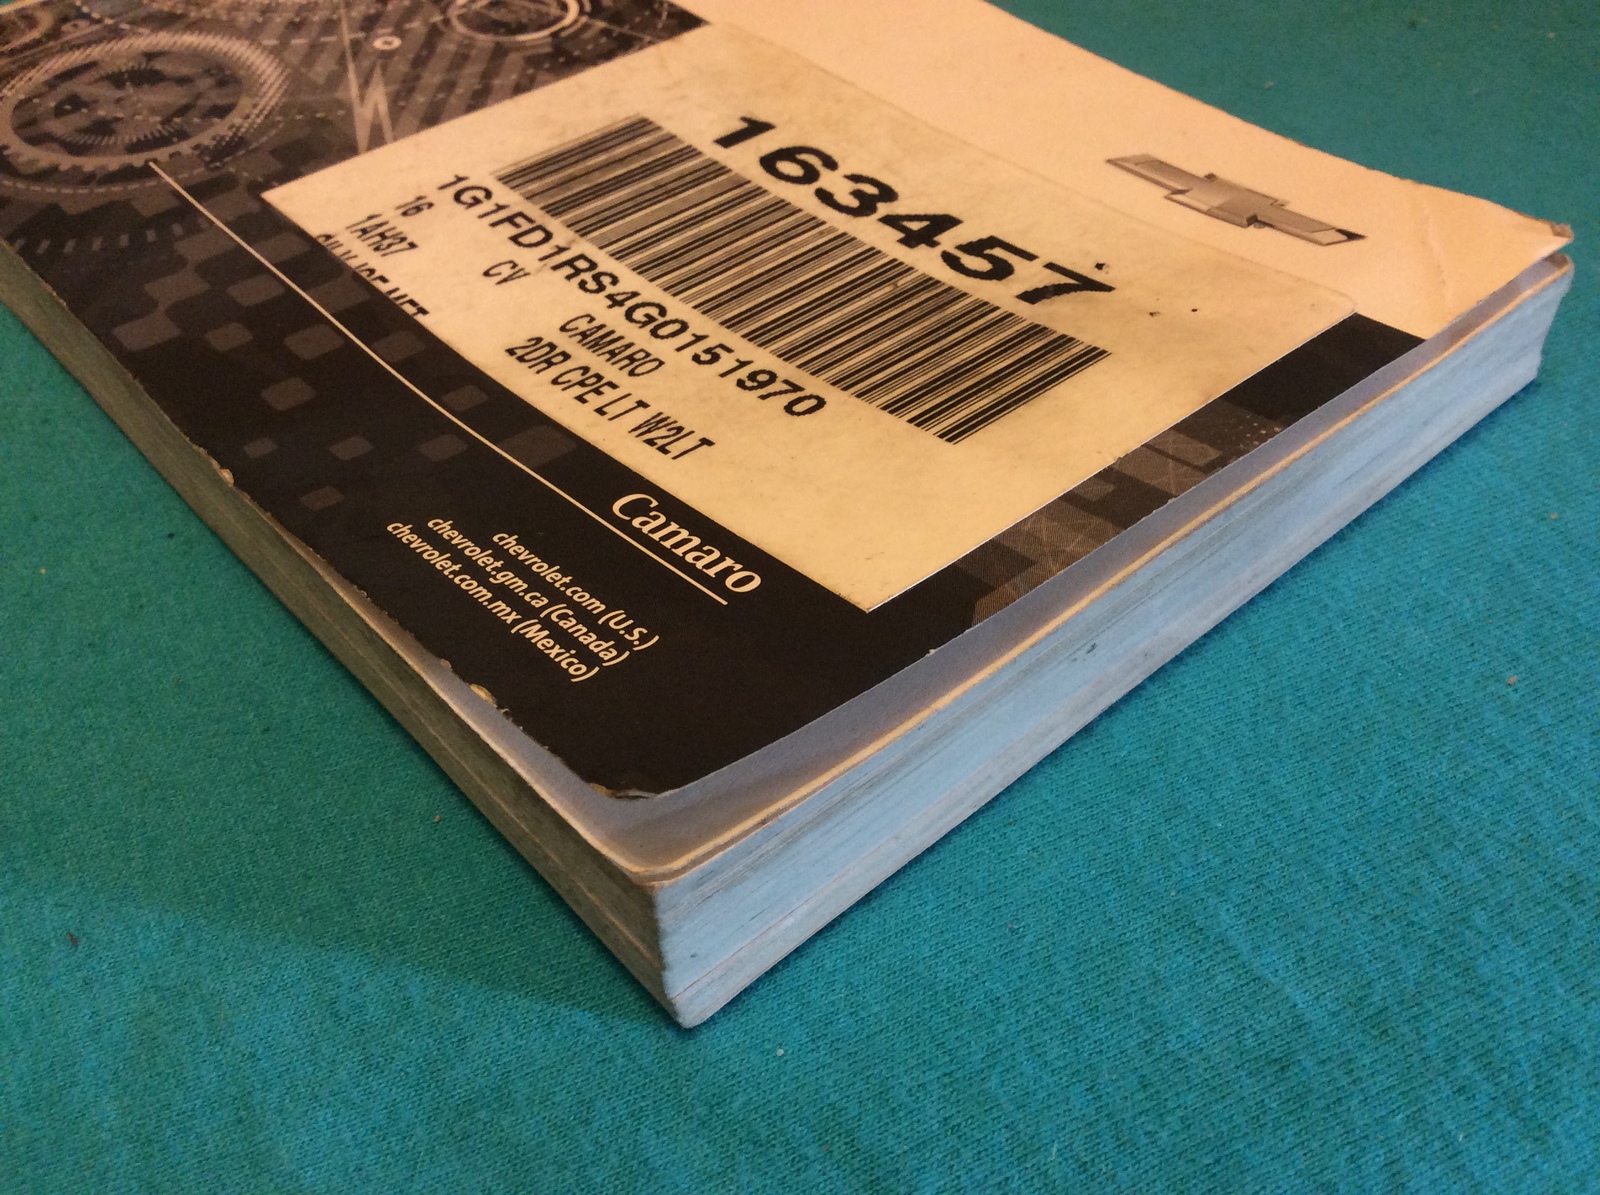 163457
1G1FD1RS4G0151970
16 CV CAMARO
1AH37 2DR CPE LT W2LT
Camaro
chevrolet.com (U.S.)
chevrolet.gm.ca (Canada)
chevrolet.com.mx (Mexico)